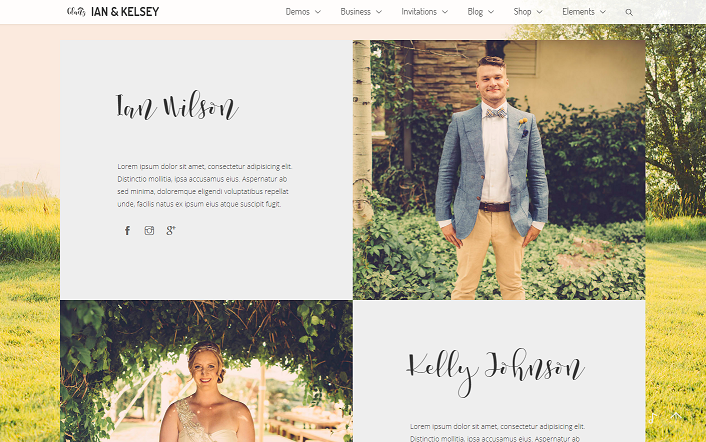 IAN & KELSEY
Demos Business Invitations Blog Shop Elements
Ian Wilson
Lorem ipsum dolor sit amet, consectetur adipisicing elit.
Distinctio mollitia, ipsa accusamus eius. Aspernatur ab
sed minima, doloremque eligendi voluptatibus repellat
unde, facilis natus ex ipsum eius atque suscipit fugit.
f g+
Kelly Johnson
Lorem ipsum dolor sit amet, consectetur adipisicing elit.
Distinctio mollitia, ipsa accusamus eius. Aspernatur ab